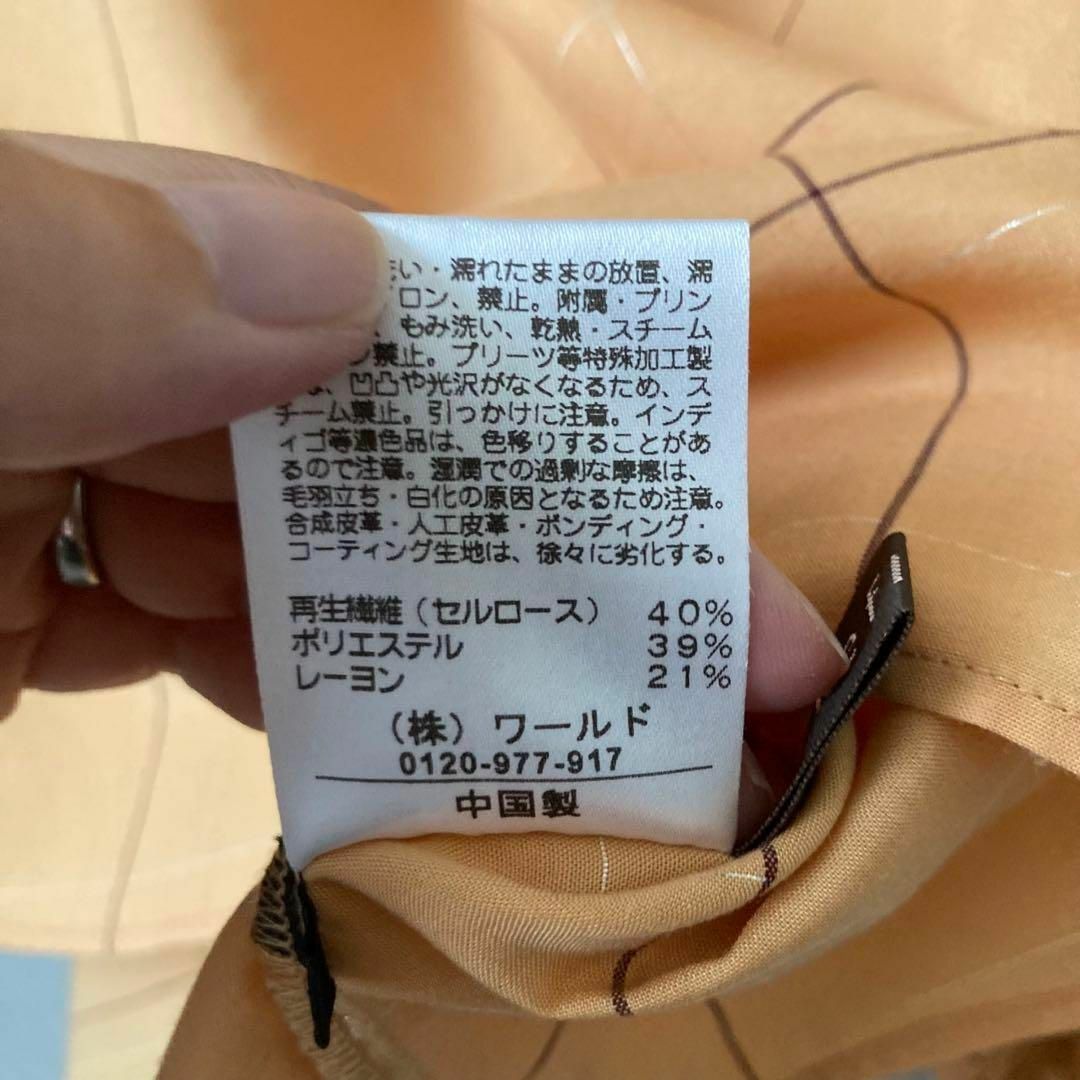 い・濡れたままの放置、濡
ロン、禁止。附属・プリン
もみ洗い、乾熱・スチーム
ン禁止。プリーツ等特殊加工製
は、凹凸や光沢がなくなるため、ス
チーム禁止。引っかけに注意。インデ
ィゴ等濃色品は、色移りすることがあ
るので注意。湿潤での過剰な摩擦は、
毛羽立ち・白化の原因となるため注意。
合成皮革・人工皮革・ボンディング・
コーティング生地は、徐々に劣化する。
再生繊維（セルロース） 40%
ポリエステル 39%
レーヨン 21%
（株）ワールド
0120-977-917
中国製